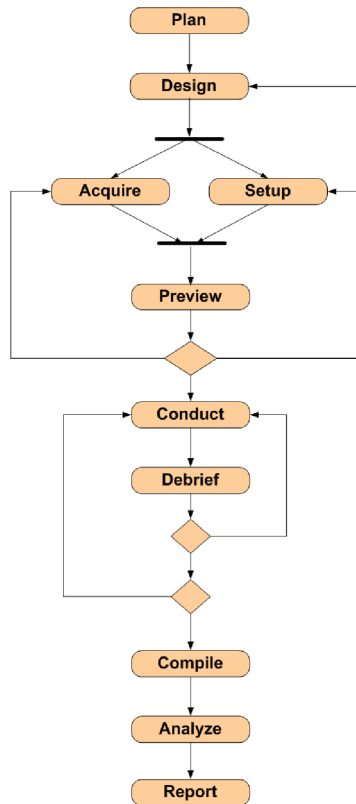 Plan
Design
Acquire
Setup
Preview
Conduct
Debrief
Compile
Analyze
Report